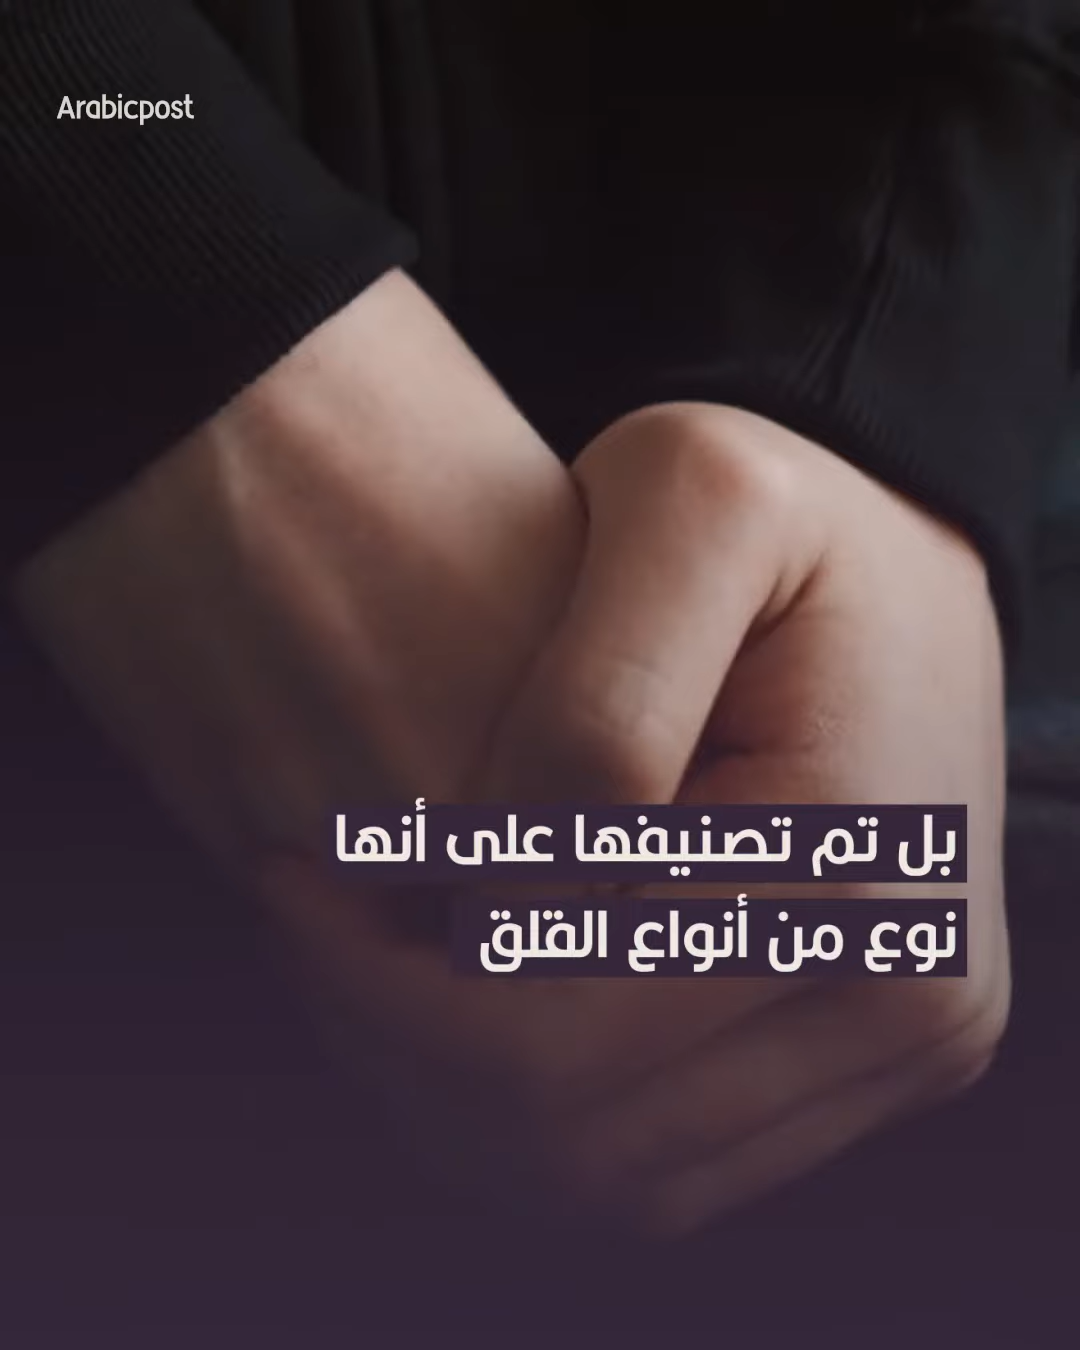 Arabicpost
بل تم تصنيفها على أنها
نوع من أنواع القلق